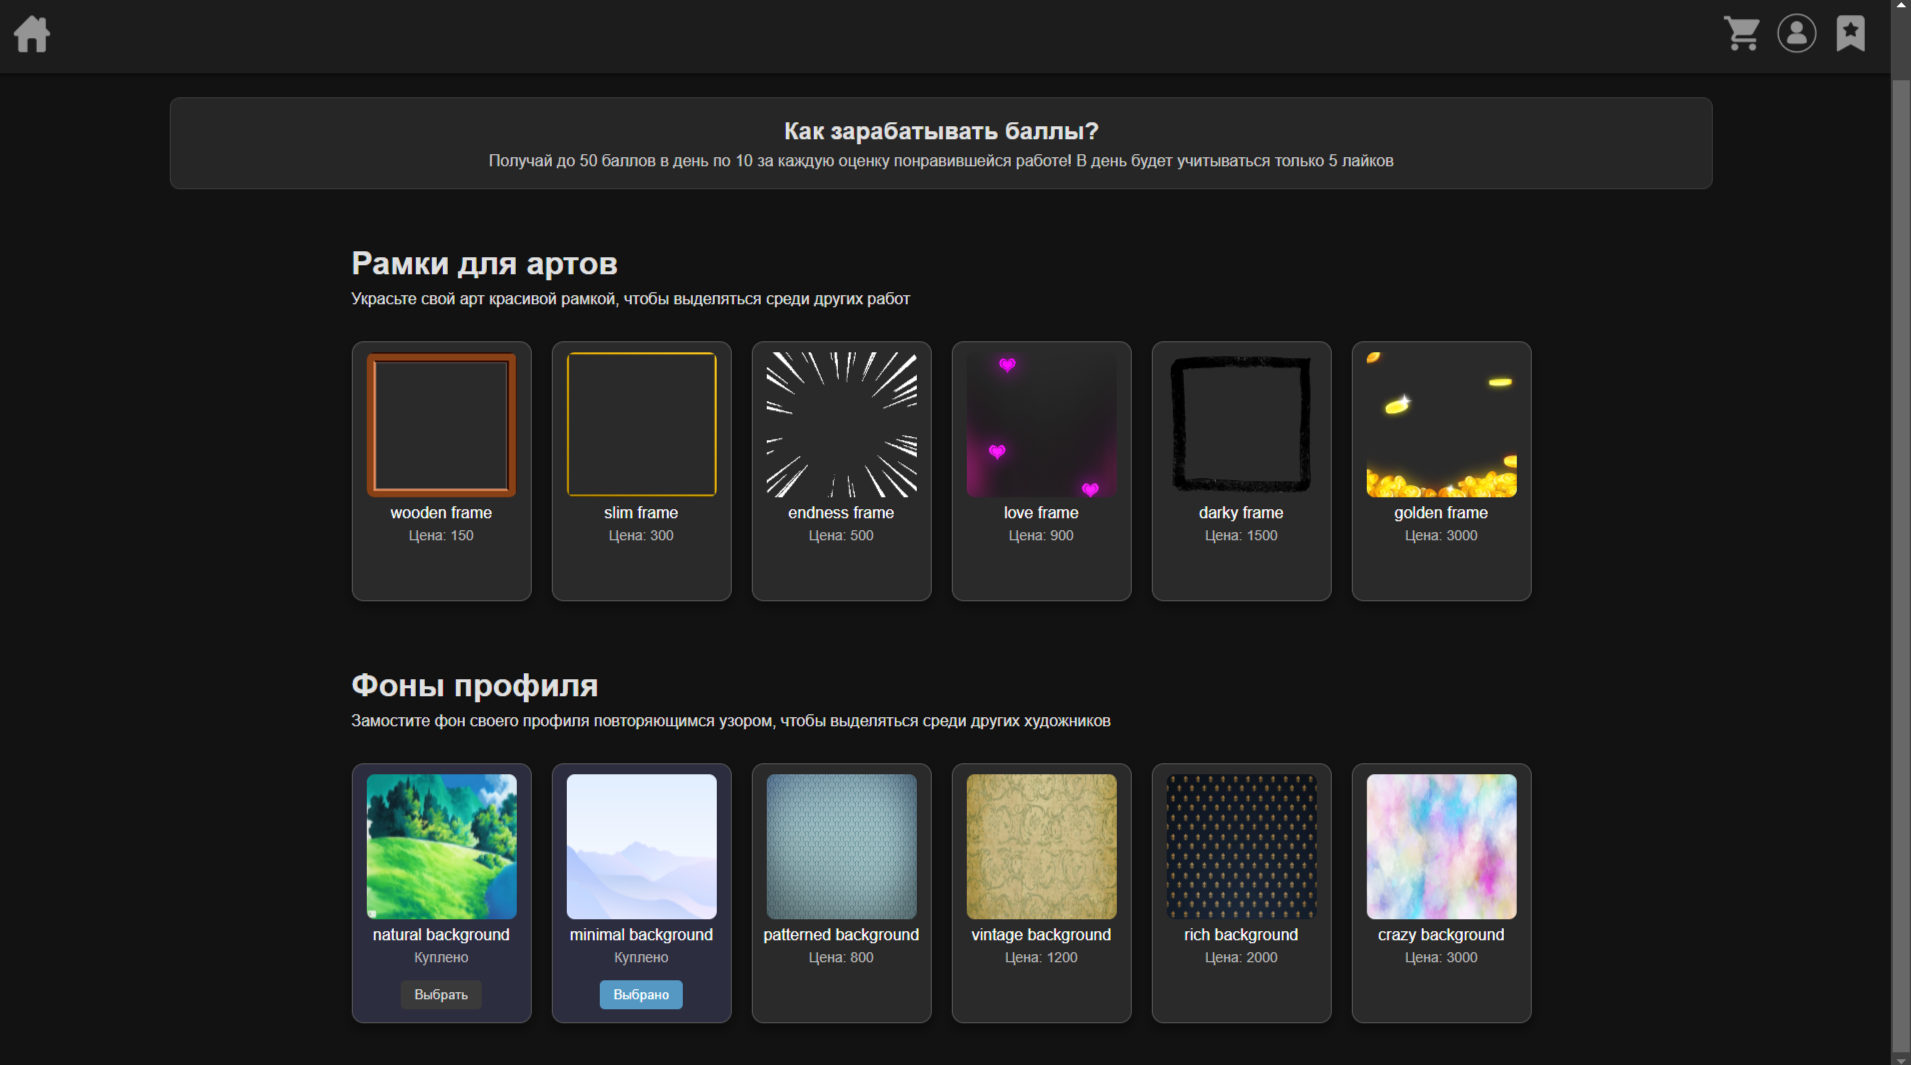 Как зарабатывать баллы?
Получай до 50 баллов в день по 10 за каждую оценку понравившейся работе! В день будет учитываться только 5 лайков
Рамки для артов
Украсьте свой арт красивой рамкой, чтобы выделяться среди других работ
wooden frame
Цена: 150
slim frame
Цена: 300
endness frame
Цена: 500
love frame
Цена: 900
darky frame
Цена: 1500
golden frame
Цена: 3000
Фоны профиля
Замостите фон своего профиля повторяющимся узором, чтобы выделяться среди других художников
natural background
Куплено
Выбрать
minimal background
Куплено
Выбрано
patterned background
Цена: 800
vintage background
Цена: 1200
rich background
Цена: 2000
crazy background
Цена: 3000